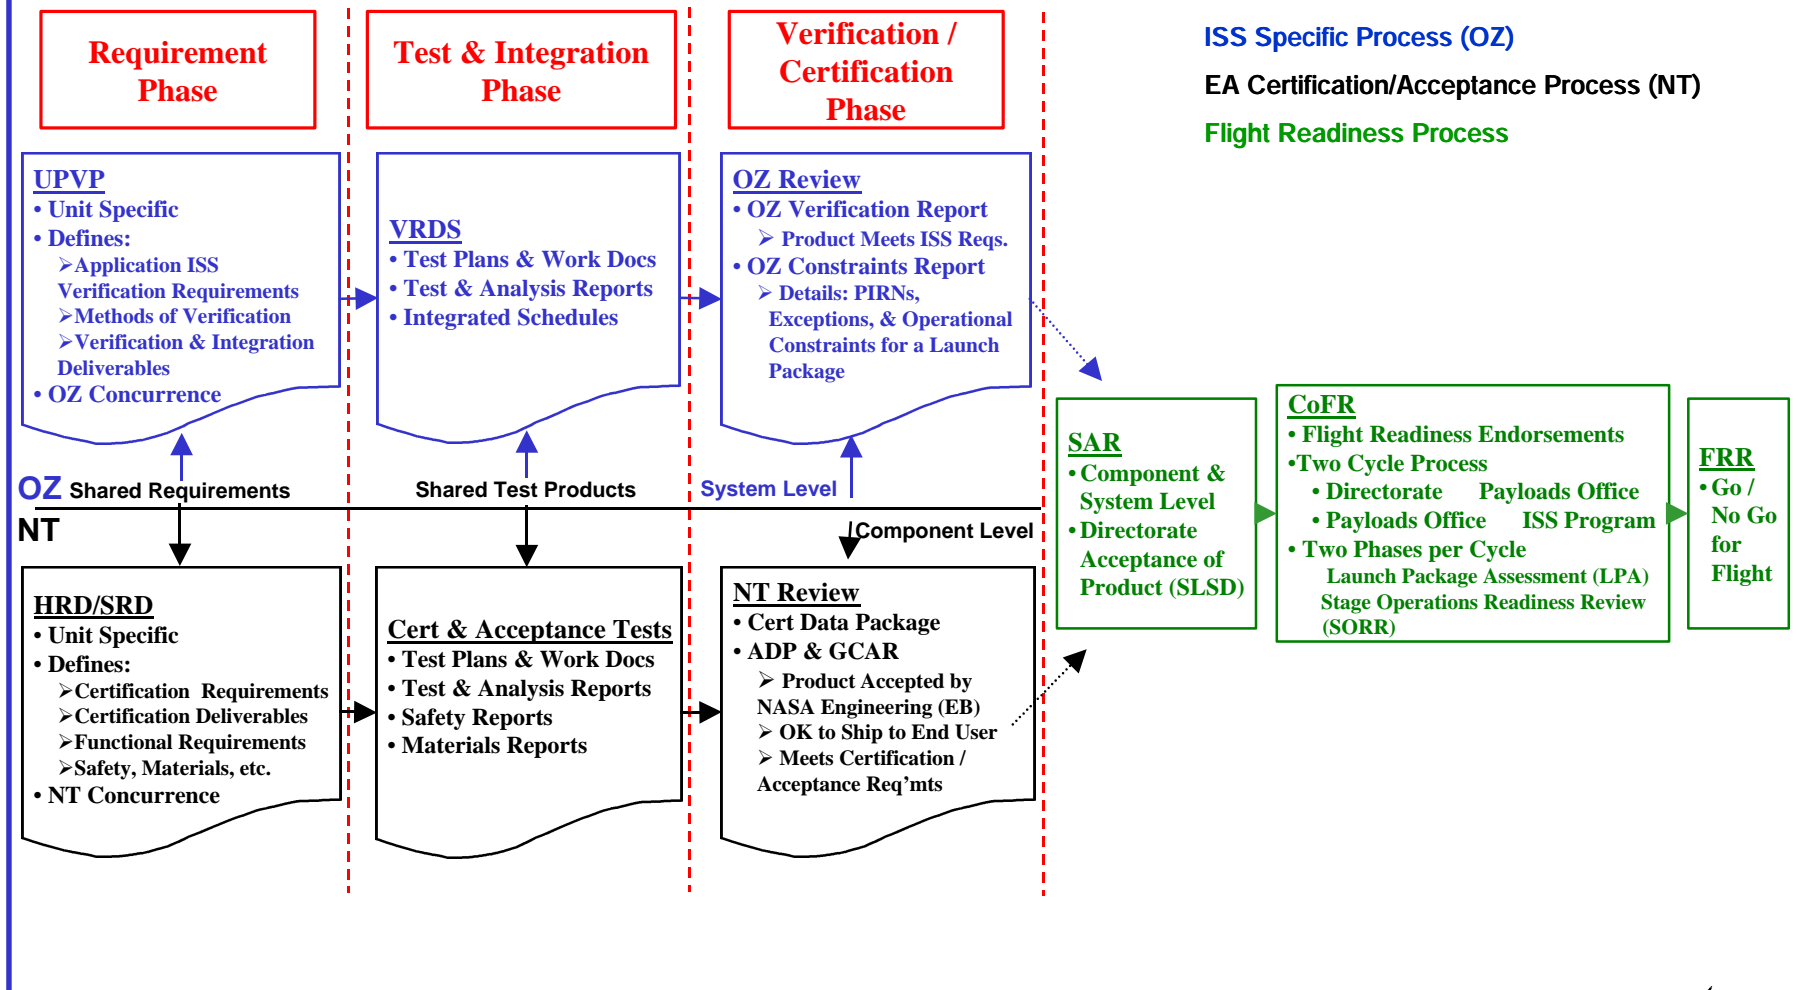 Requirement
Phase
Test & Integration
Phase
Verification /
Certification
Phase
ISS Specific Process (OZ)
EA Certification/Acceptance Process (NT)
Flight Readiness Process
UPVP
• Unit Specific
• Defines:
➢Application ISS
Verification Requirements
➢Methods of Verification
➢Verification & Integration
Deliverables
• OZ Concurrence
VRDS
• Test Plans & Work Docs
• Test & Analysis Reports
• Integrated Schedules
OZ Review
• OZ Verification Report
➢ Product Meets ISS Reqs.
• OZ Constraints Report
➢ Details: PIRNs,
Exceptions, & Operational
Constraints for a Launch
Package
OZ Shared Requirements
Shared Test Products
System Level
NT
Component Level
HRD/SRD
• Unit Specific
• Defines:
➢Certification Requirements
➢Certification Deliverables
➢Functional Requirements
➢Safety, Materials, etc.
• NT Concurrence
Cert & Acceptance Tests
• Test Plans & Work Docs
• Test & Analysis Reports
• Safety Reports
• Materials Reports
NT Review
• Cert Data Package
• ADP & GCAR
➢ Product Accepted by
NASA Engineering (EB)
➢ OK to Ship to End User
➢ Meets Certification /
Acceptance Req’mts
SAR
• Component &
System Level
• Directorate
Acceptance of
Product (SLSD)
CoFR
• Flight Readiness Endorsements
•Two Cycle Process
• Directorate Payloads Office
• Payloads Office ISS Program
• Two Phases per Cycle
Launch Package Assessment (LPA)
Stage Operations Readiness Review
(SORR)
FRR
• Go /
No Go
for
Flight